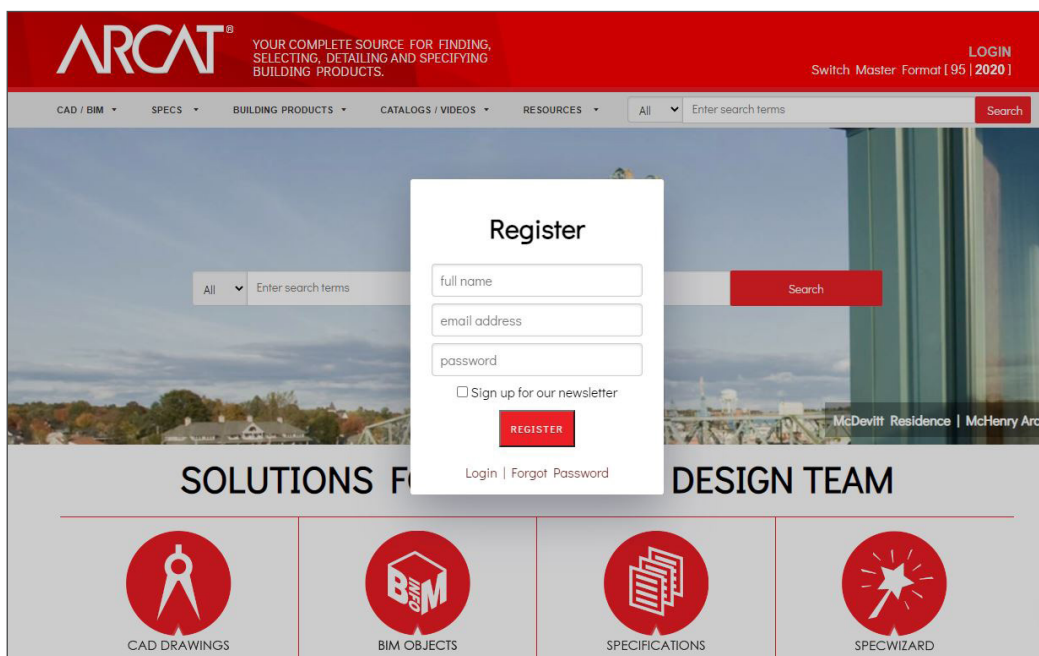 ARCAT®
YOUR COMPLETE SOURCE FOR FINDING,
SELECTING, DETAILING AND SPECIFYING
BUILDING PRODUCTS.
LOGIN
Switch Master Format [ 95 | 2020 ]
CAD / BIM SPECS BUILDING PRODUCTS CATALOGS / VIDEOS RESOURCES All Enter search terms Search
Register
full name
email address
password
Sign up for our newsletter
REGISTER
Login | Forgot Password
All Enter search terms Search
McDevitt Residence | McHenry Arc
SOLUTIONS F DESIGN TEAM
CAD DRAWINGS
BIM INFO
BIM OBJECTS
SPECIFICATIONS
SPECWIZARD